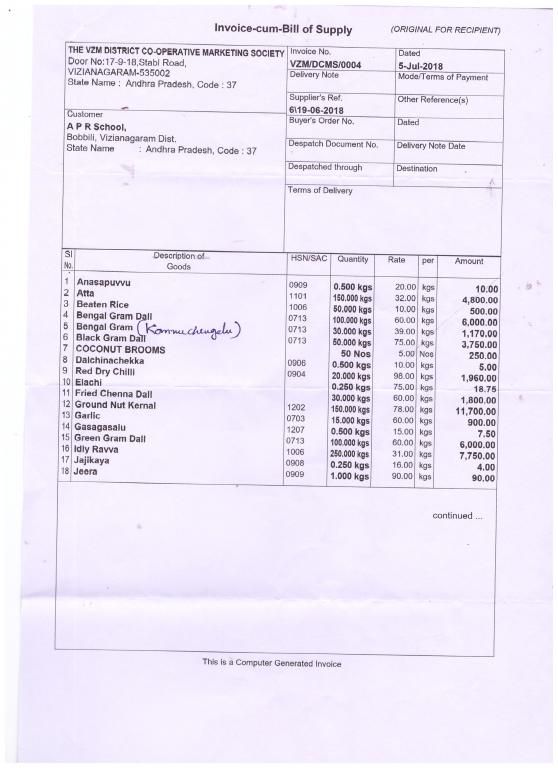 Invoice-cum-Bill of Supply (ORIGINAL FOR RECIPIENT)
THE VZM DISTRICT CO-OPERATIVE MARKETING SOCIETY
Door No:17-9-18,Stabl Road,
VIZIANAGARAM-535002
State Name : Andhra Pradesh, Code : 37
Invoice No. Dated
VZM/DCMS/0004 5-Jul-2018
Delivery Note Mode/Terms of Payment
Supplier's Ref. Other Reference(s)
6\19-06-2018
Customer
A P R School,
Bobbili, Vizianagaram Dist.
State Name : Andhra Pradesh, Code : 37
Buyer's Order No. Dated
Despatch Document No. Delivery Note Date
Despatched through Destination
Terms of Delivery
Sl No. Description of Goods HSN/SAC Quantity Rate per Amount
1 Anasapuvvu 0909 0.500 kgs 20.00 kgs 10.00
2 Atta 1101 150.000 kgs 32.00 kgs 4,800.00
3 Beaten Rice 1006 50.000 kgs 10.00 kgs 500.00
4 Bengal Gram Dall 0713 100.000 kgs 60.00 kgs 6,000.00
5 Bengal Gram (Kommuchengelu) 0713 30.000 kgs 39.00 kgs 1,170.00
6 Black Gram Dall 0713 50.000 kgs 75.00 kgs 3,750.00
7 COCONUT BROOMS 50 Nos 5.00 Nos 250.00
8 Dalchinachekka 0906 0.500 kgs 10.00 kgs 5.00
9 Red Dry Chilli 0904 20.000 kgs 98.00 kgs 1,960.00
10 Elachi 0.250 kgs 75.00 kgs 18.75
11 Fried Chenna Dall 30.000 kgs 60.00 kgs 1,800.00
12 Ground Nut Kernal 1202 150.000 kgs 78.00 kgs 11,700.00
13 Garlic 0703 15.000 kgs 60.00 kgs 900.00
14 Gasagasalu 1207 0.500 kgs 15.00 kgs 7.50
15 Green Gram Dall 0713 100.000 kgs 60.00 kgs 6,000.00
16 Idly Ravva 1006 250.000 kgs 31.00 kgs 7,750.00
17 Jajikaya 0908 0.250 kgs 16.00 kgs 4.00
18 Jeera 0909 1.000 kgs 90.00 kgs 90.00
continued ...
This is a Computer Generated Invoice